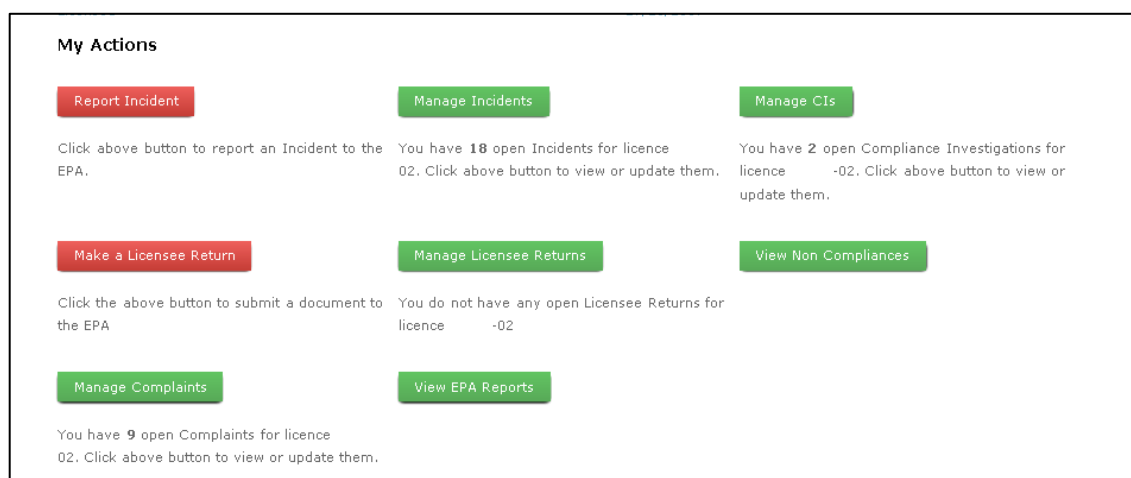 My Actions
Report Incident
Manage Incidents
Manage CIs
Click above button to report an Incident to the
EPA.
You have 18 open Incidents for licence
02. Click above button to view or update them.
You have 2 open Compliance Investigations for
licence -02. Click above button to view or
update them.
Make a Licensee Return
Manage Licensee Returns
View Non Compliances
Click the above button to submit a document to
the EPA
You do not have any open Licensee Returns for
licence -02
Manage Complaints
View EPA Reports
You have 9 open Complaints for licence
02. Click above button to view or update them.